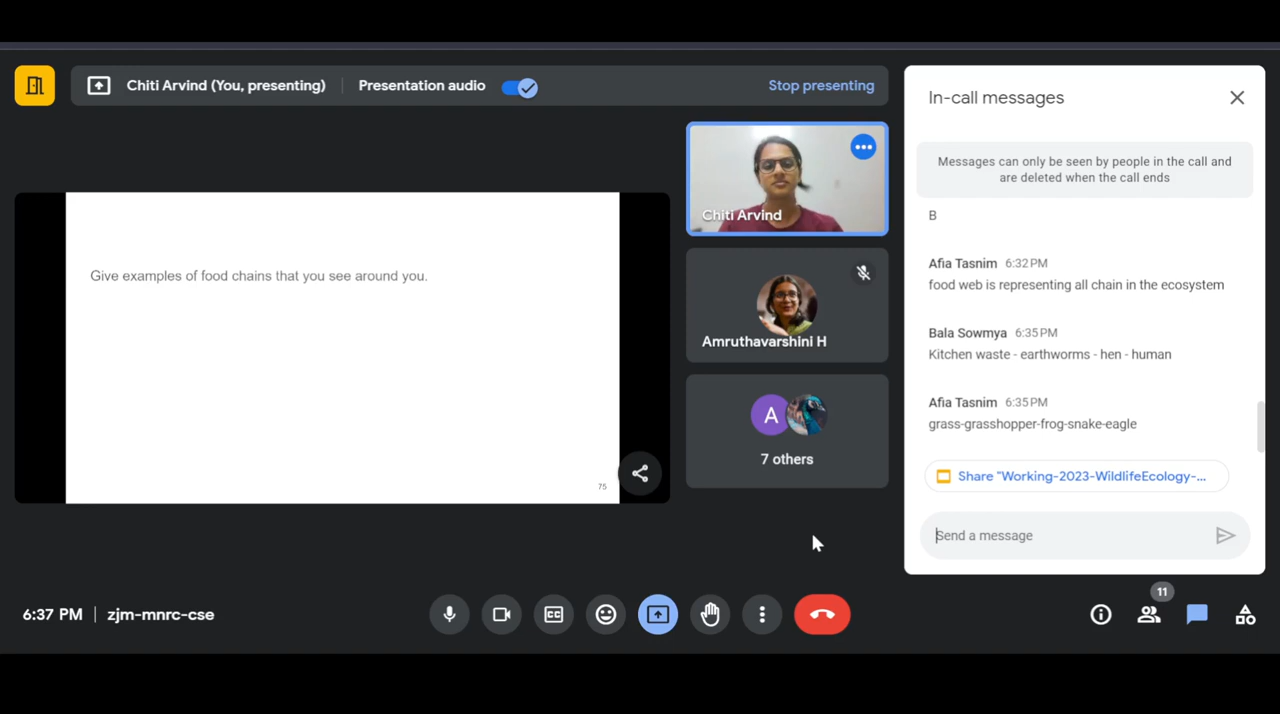 Chiti Arvind (You, presenting)
Presentation audio
Stop presenting
Give examples of food chains that you see around you.
75
Chiti Arvind
Amruthavarshini H
A
7 others
In-call messages
Messages can only be seen by people in the call and
are deleted when the call ends
B
Afia Tasnim 6:32 PM
food web is representing all chain in the ecosystem
Bala Sowmya 6:35 PM
Kitchen waste - earthworms - hen - human
Afia Tasnim 6:35 PM
grass-grasshopper-frog-snake-eagle
Share "Working-2023-WildlifeEcology-...
Send a message
6:37 PM | zjm-mnrc-cse
CC
11